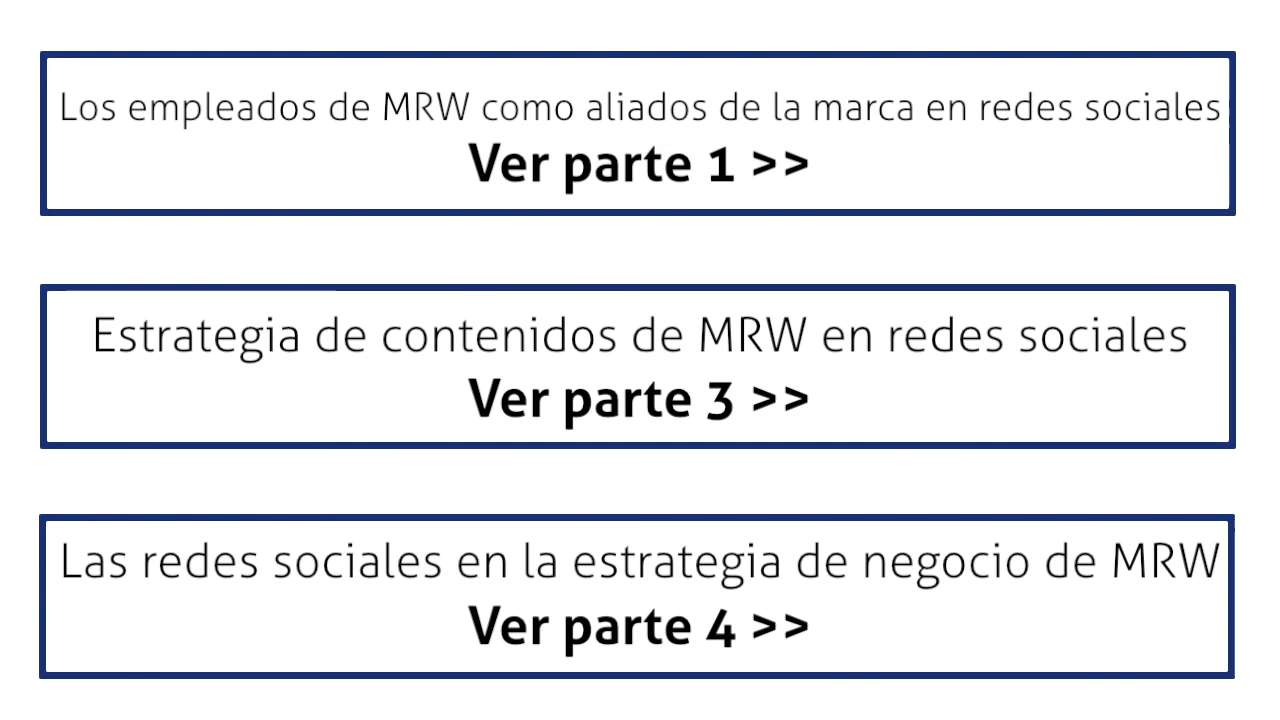 Los empleados de MRW como aliados de la marca en redes sociales
Ver parte 1 >>
Estrategia de contenidos de MRW en redes sociales
Ver parte 3 >>
Las redes sociales en la estrategia de negocio de MRW
Ver parte 4 >>